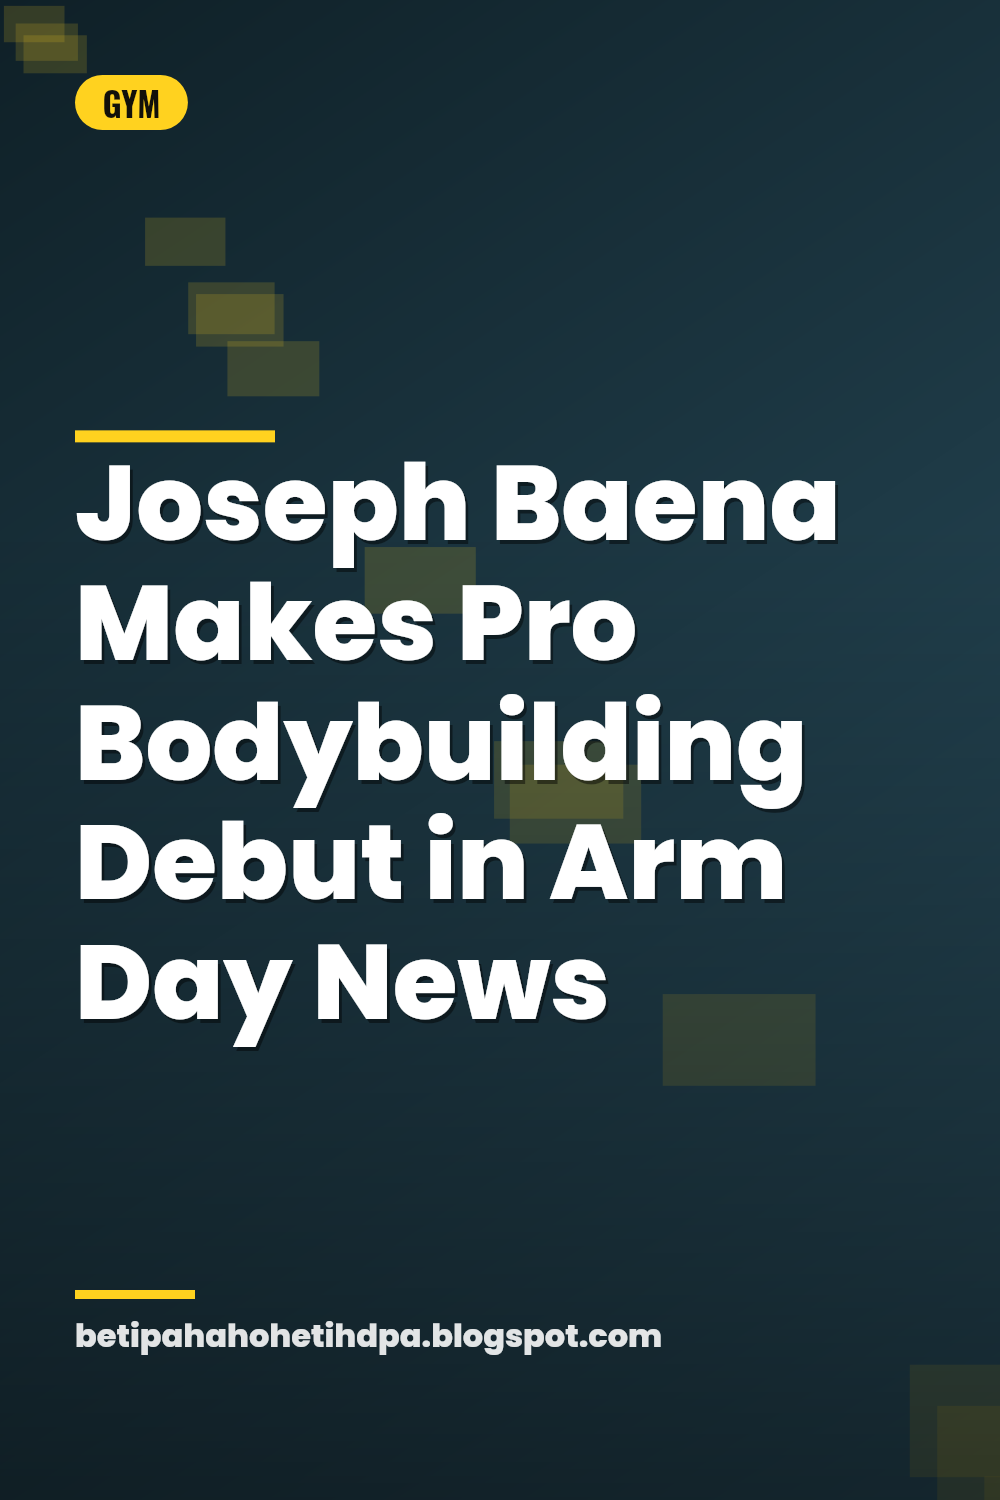 GYM
Joseph Baena
Makes Pro
Bodybuilding
Debut in Arm
Day News
betipahahohetihdpa.blogspot.com